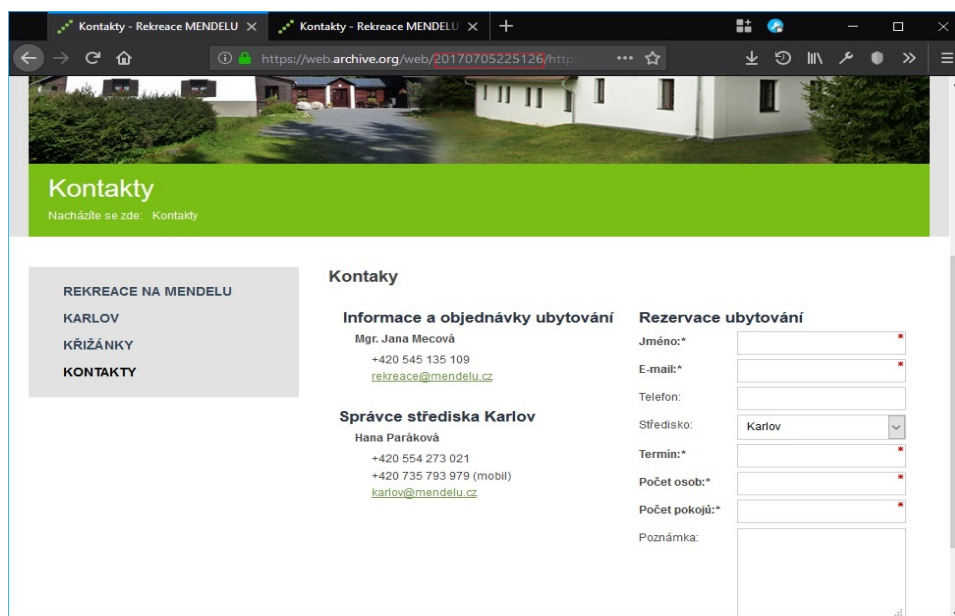 Kontakty - Rekreace MENDELU
Kontakty - Rekreace MENDELU
https://web.archive.org/web/20170705225126/http
Kontakty
Nacházíte se zde: Kontakty
REKREACE NA MENDELU
KARLOV
KŘIŽÁNKY
KONTAKTY
Kontaky
Informace a objednávky ubytování
Mgr. Jana Mecová
+420 545 135 109
rekreace@mendelu.cz
Správce střediska Karlov
Hana Paráková
+420 554 273 021
+420 735 793 979 (mobil)
karlov@mendelu.cz
Rezervace ubytování
Jméno:*
E-mail:*
Telefon:
Středisko:
Karlov
Termín:*
Počet osob:*
Počet pokojů:*
Poznámka: